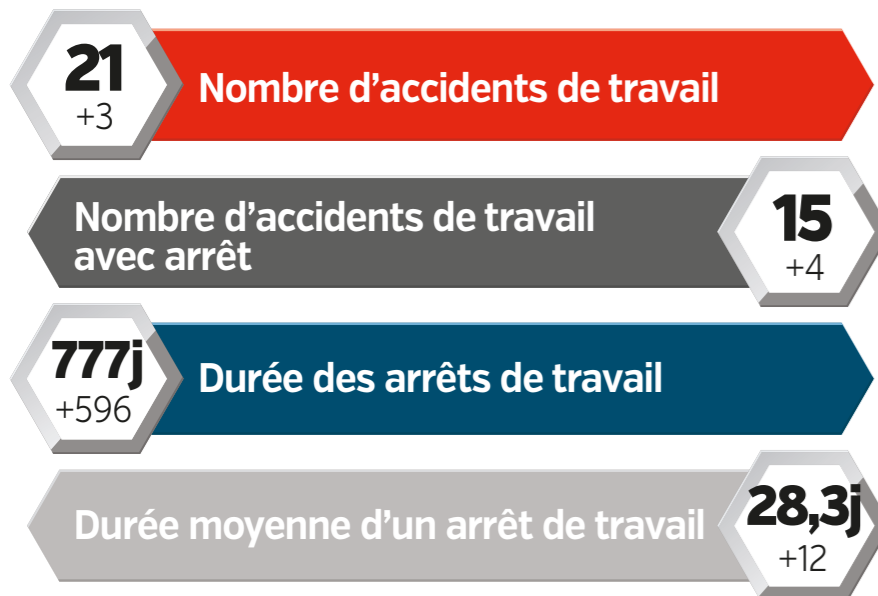 21
+3
Nombre d’accidents de travail
Nombre d’accidents de travail
avec arrêt
15
+4
777j
+596
Durée des arrêts de travail
Durée moyenne d’un arrêt de travail
28,3j
+12